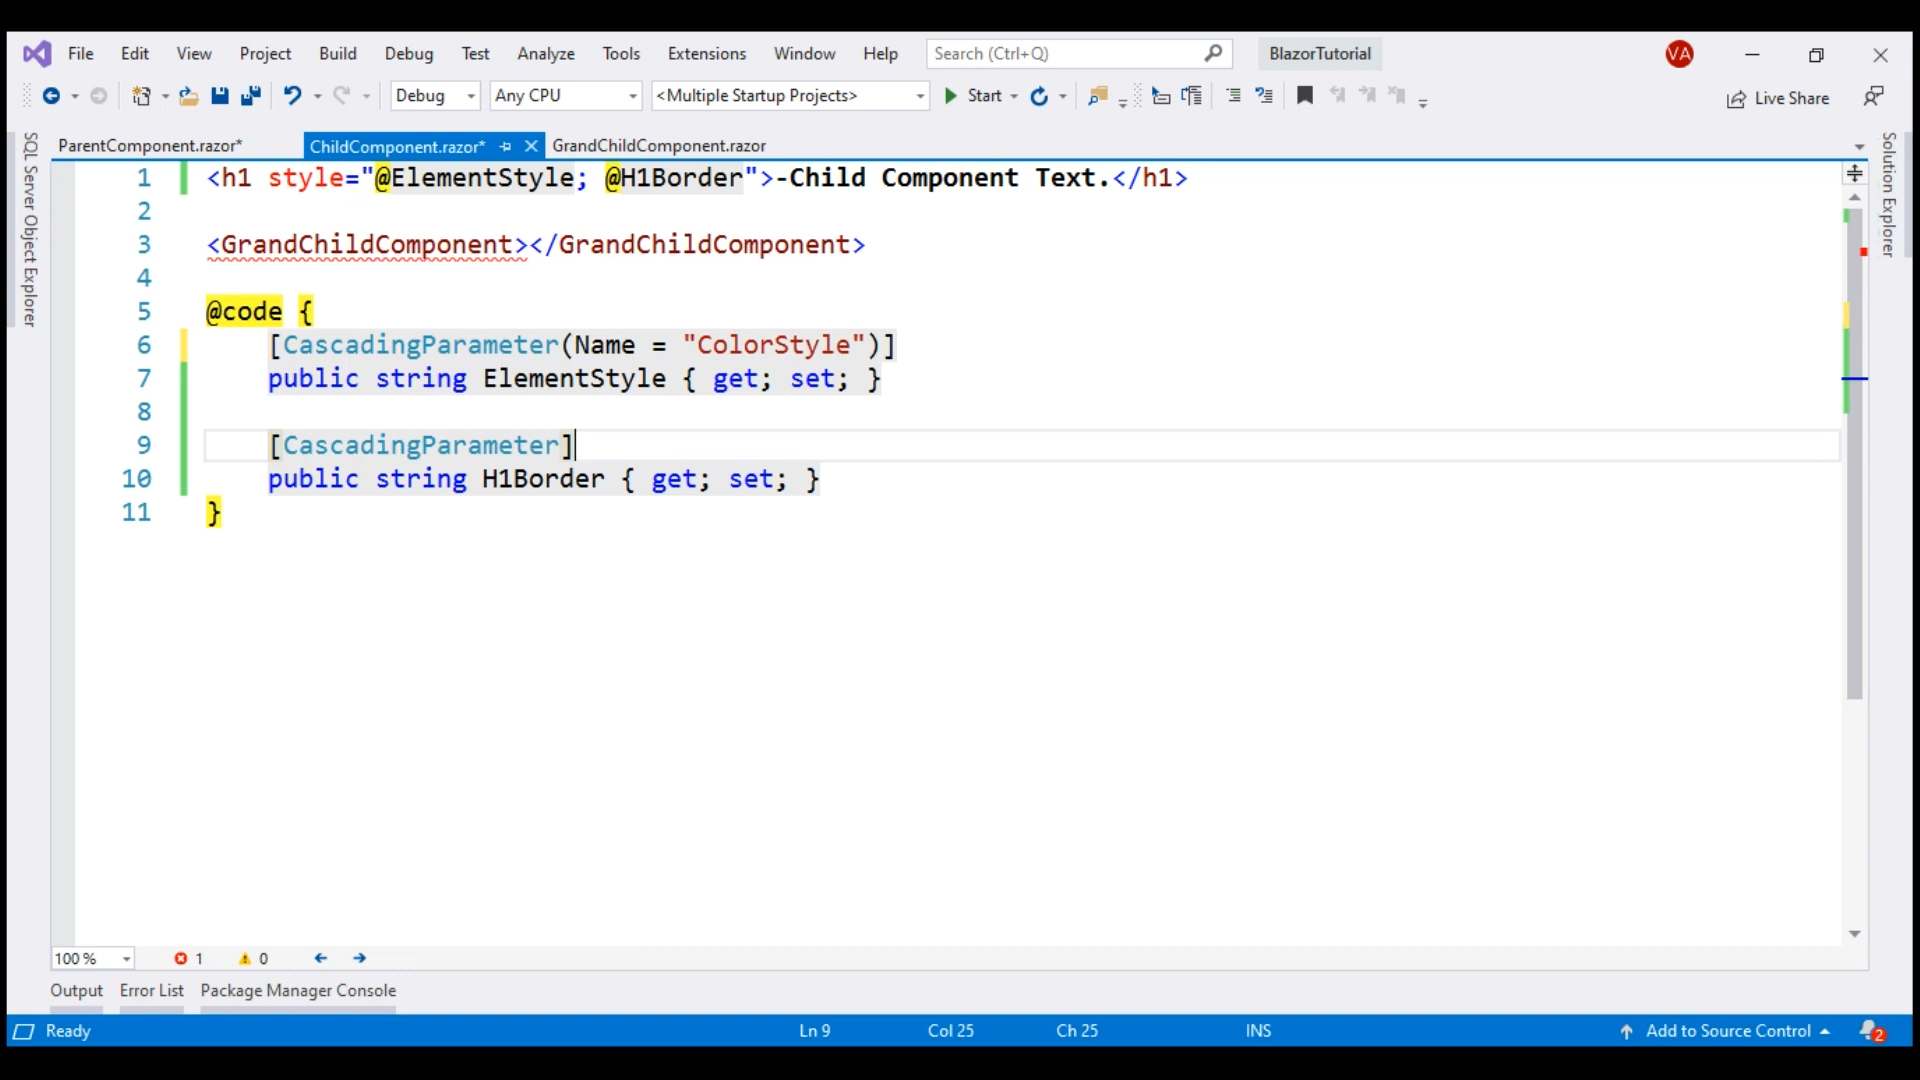 File Edit View Project Build Debug Test Analyze Tools Extensions Window Help Search (Ctrl+Q) BlazorTutorial VA
Debug Any CPU <Multiple Startup Projects> Start Live Share
SQL Server Object Explorer
Solution Explorer
ParentComponent.razor* ChildComponent.razor* GrandChildComponent.razor
1 <h1 style="@ElementStyle; @H1Border">-Child Component Text.</h1>
2
3 <GrandChildComponent></GrandChildComponent>
4
5 @code {
6 [CascadingParameter(Name = "ColorStyle")]
7 public string ElementStyle { get; set; }
8
9 [CascadingParameter]
10 public string H1Border { get; set; }
11 }
100 % 1 0
Output Error List Package Manager Console
Ready Ln 9 Col 25 Ch 25 INS Add to Source Control 2